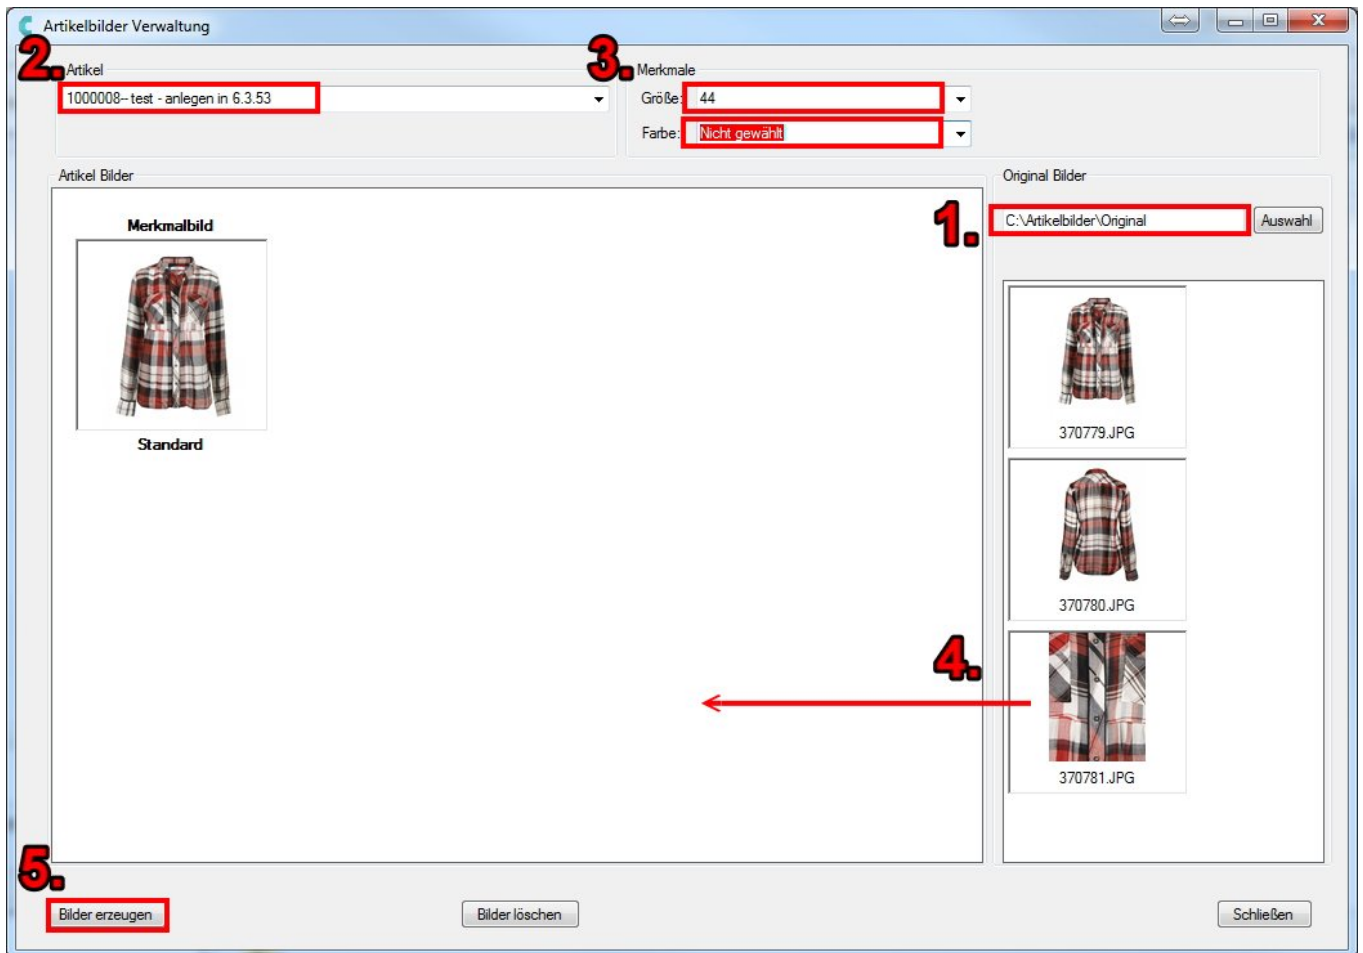 Artikelbilder Verwaltung
2.
Artikel
1000008-- test - anlegen in 6.3.53
3.
Merkmale
Größe: 44
Farbe: Nicht gewählt
Artikel Bilder
Merkmalbild
Standard
Original Bilder
1.
C:\Artikelbilder\Original
Auswahl
370779.JPG
370780.JPG
4.
370781.JPG
5.
Bilder erzeugen
Bilder löschen
Schließen